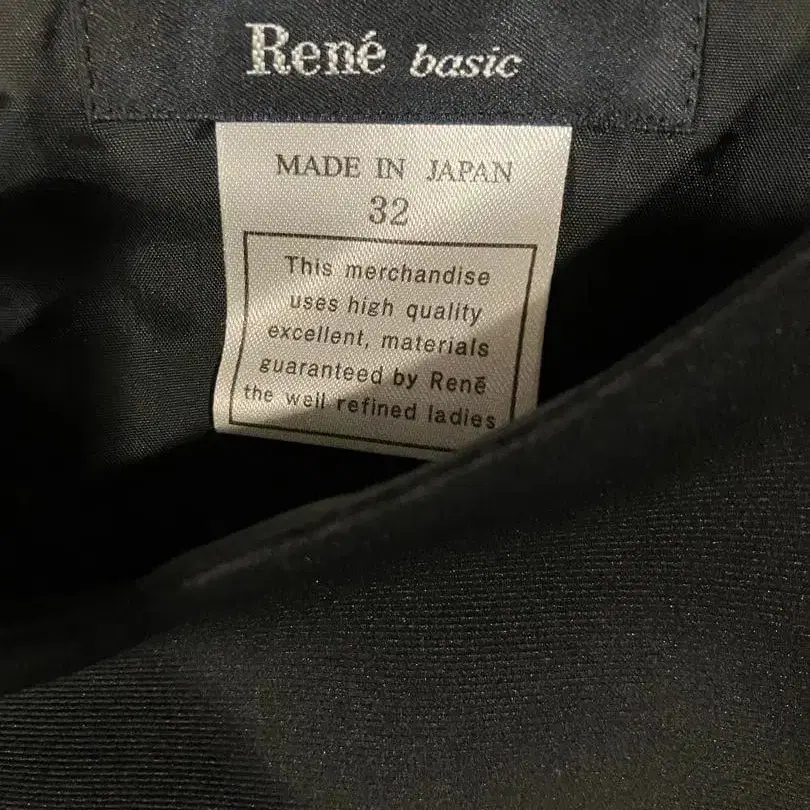 René basic
MADE IN JAPAN
32
This merchandise
uses high quality
excellent, materials
guaranteed by René
the well refined ladies